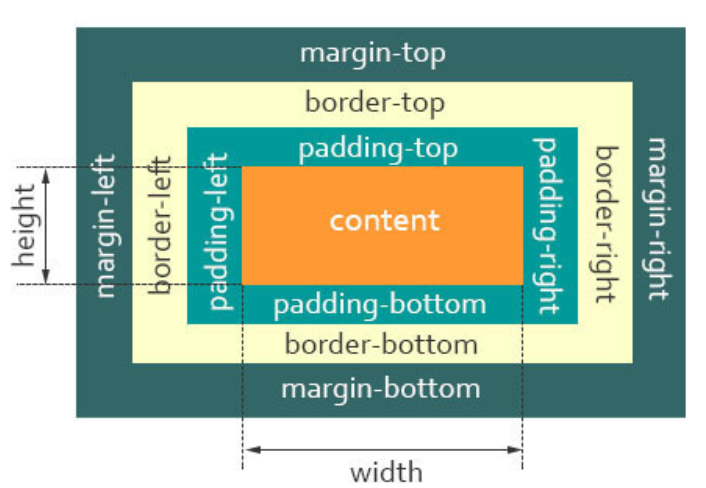 margin-top
border-top
padding-top
height
margin-left
border-left
padding-left
content
padding-right
border-right
margin-right
padding-bottom
border-bottom
margin-bottom
width